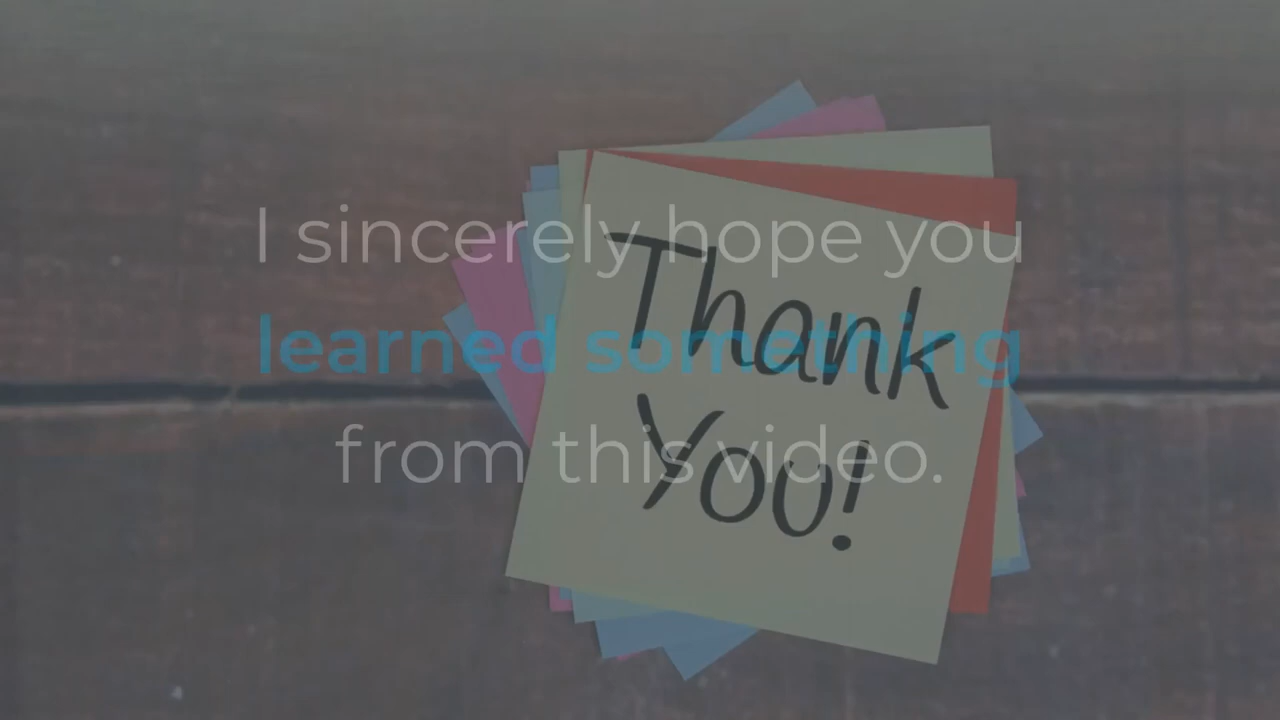 I sincerely hope you
learned something
from this video.
Thank
You!